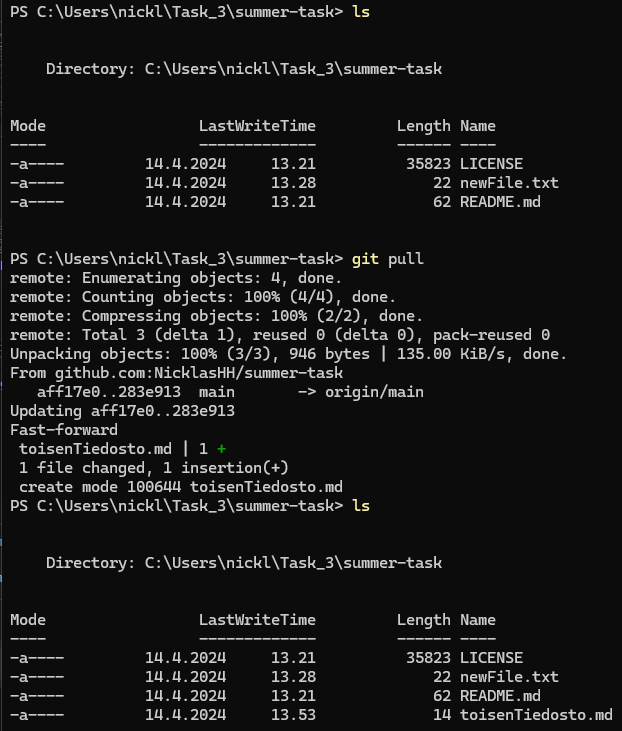 PS C:\Users\nickl\Task_3\summer-task> ls
Directory: C:\Users\nickl\Task_3\summer-task
Mode LastWriteTime Length Name
---- ------------- ------ ----
-a---- 14.4.2024 13.21 35823 LICENSE
-a---- 14.4.2024 13.28 22 newFile.txt
-a---- 14.4.2024 13.21 62 README.md
PS C:\Users\nickl\Task_3\summer-task> git pull
remote: Enumerating objects: 4, done.
remote: Counting objects: 100% (4/4), done.
remote: Compressing objects: 100% (2/2), done.
remote: Total 3 (delta 1), reused 0 (delta 0), pack-reused 0
Unpacking objects: 100% (3/3), 946 bytes | 135.00 KiB/s, done.
From github.com:NicklasHH/summer-task
aff17e0..283e913 main -> origin/main
Updating aff17e0..283e913
Fast-forward
toisenTiedosto.md | 1 +
1 file changed, 1 insertion(+)
create mode 100644 toisenTiedosto.md
PS C:\Users\nickl\Task_3\summer-task> ls
Directory: C:\Users\nickl\Task_3\summer-task
Mode LastWriteTime Length Name
---- ------------- ------ ----
-a---- 14.4.2024 13.21 35823 LICENSE
-a---- 14.4.2024 13.28 22 newFile.txt
-a---- 14.4.2024 13.21 62 README.md
-a---- 14.4.2024 13.53 14 toisenTiedosto.md